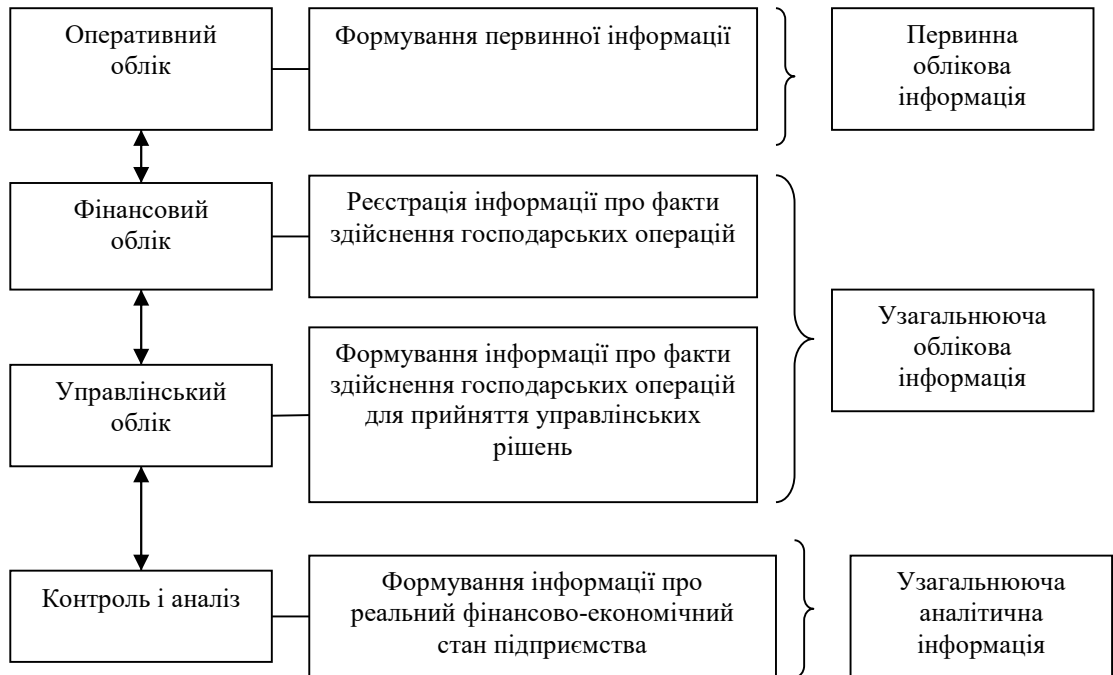 Оперативний
облік
Формування первинної інформації
Первинна
облікова
інформація
Фінансовий
облік
Реєстрація інформації про факти
здійснення господарських операцій
Управлінський
облік
Формування інформації про факти
здійснення господарських операцій
для прийняття управлінських
рішень
Узагальнююча
облікова
інформація
Контроль і аналіз
Формування інформації про
реальний фінансово-економічний
стан підприємства
Узагальнююча
аналітична
інформація